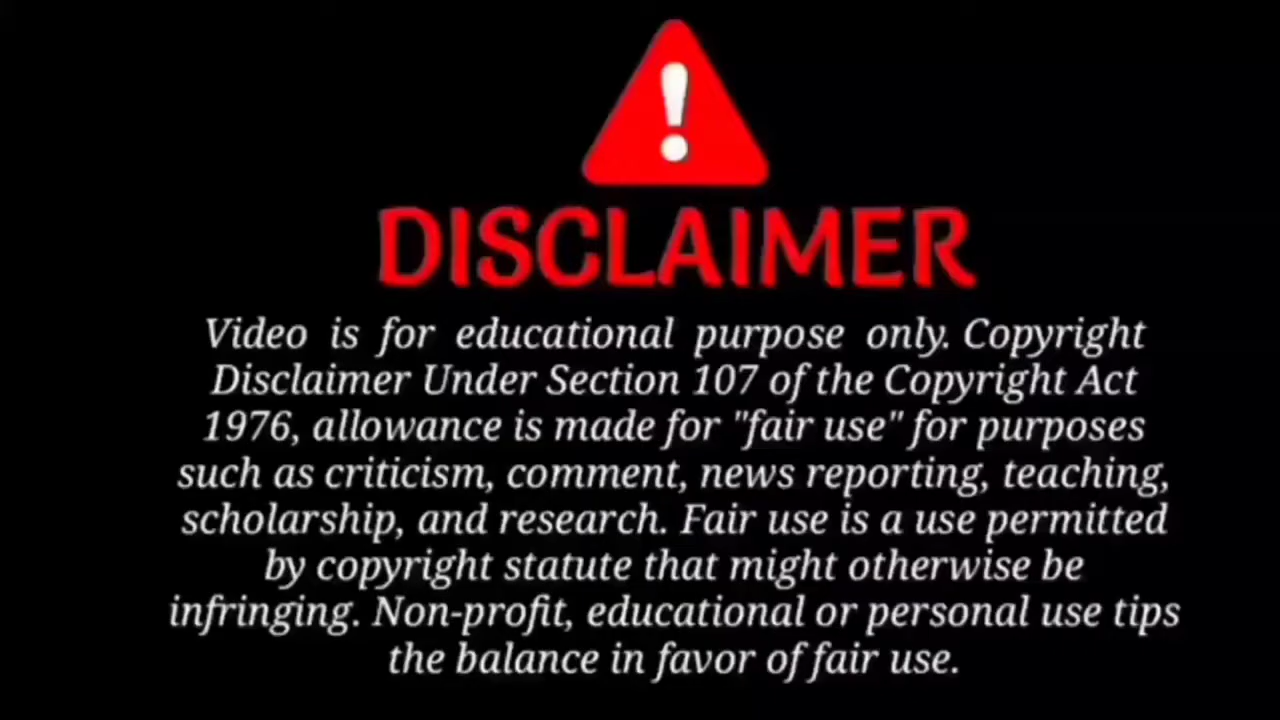 DISCLAIMER
Video is for educational purpose only. Copyright
Disclaimer Under Section 107 of the Copyright Act
1976, allowance is made for "fair use" for purposes
such as criticism, comment, news reporting, teaching,
scholarship, and research. Fair use is a use permitted
by copyright statute that might otherwise be
infringing. Non-profit, educational or personal use tips
the balance in favor of fair use.